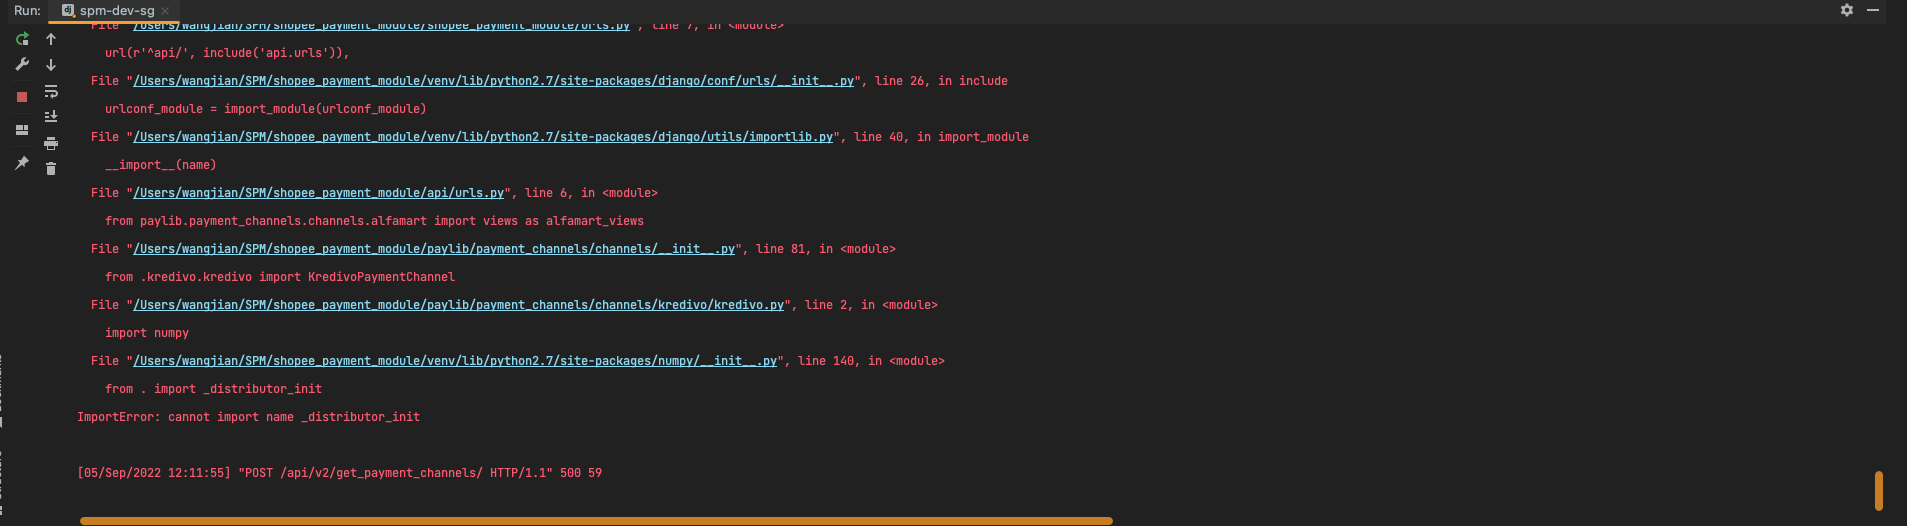 Run: spm-dev-sg
File "/Users/wangjian/SPM/shopee_payment_module/shopee_payment_module/urls.py", line 7, in <module>
url(r'^api/', include('api.urls')),
File "/Users/wangjian/SPM/shopee_payment_module/venv/lib/python2.7/site-packages/django/conf/urls/__init__.py", line 26, in include
urlconf_module = import_module(urlconf_module)
File "/Users/wangjian/SPM/shopee_payment_module/venv/lib/python2.7/site-packages/django/utils/importlib.py", line 40, in import_module
__import__(name)
File "/Users/wangjian/SPM/shopee_payment_module/api/urls.py", line 6, in <module>
from paylib.payment_channels.channels.alfamart import views as alfamart_views
File "/Users/wangjian/SPM/shopee_payment_module/paylib/payment_channels/channels/__init__.py", line 81, in <module>
from .kredivo.kredivo import KredivoPaymentChannel
File "/Users/wangjian/SPM/shopee_payment_module/paylib/payment_channels/channels/kredivo/kredivo.py", line 2, in <module>
import numpy
File "/Users/wangjian/SPM/shopee_payment_module/venv/lib/python2.7/site-packages/numpy/__init__.py", line 140, in <module>
from . import _distributor_init
ImportError: cannot import name _distributor_init
[05/Sep/2022 12:11:55] "POST /api/v2/get_payment_channels/ HTTP/1.1" 500 59